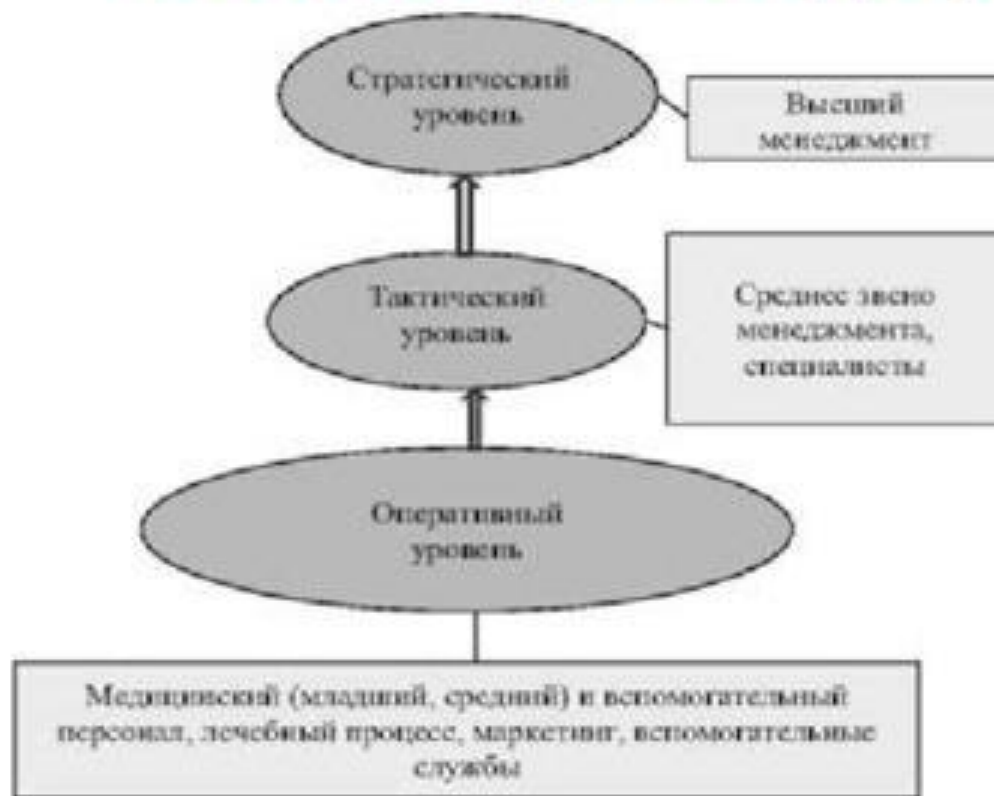 Стратегический
уровень
Высший
менеджмент
Тактический
уровень
Среднее звено
менеджмента,
специалисты
Оперативный
уровень
Медицинский (младший, средний) и вспомогательный
персонал, лечебный процесс, маркетинг, вспомогательные
службы